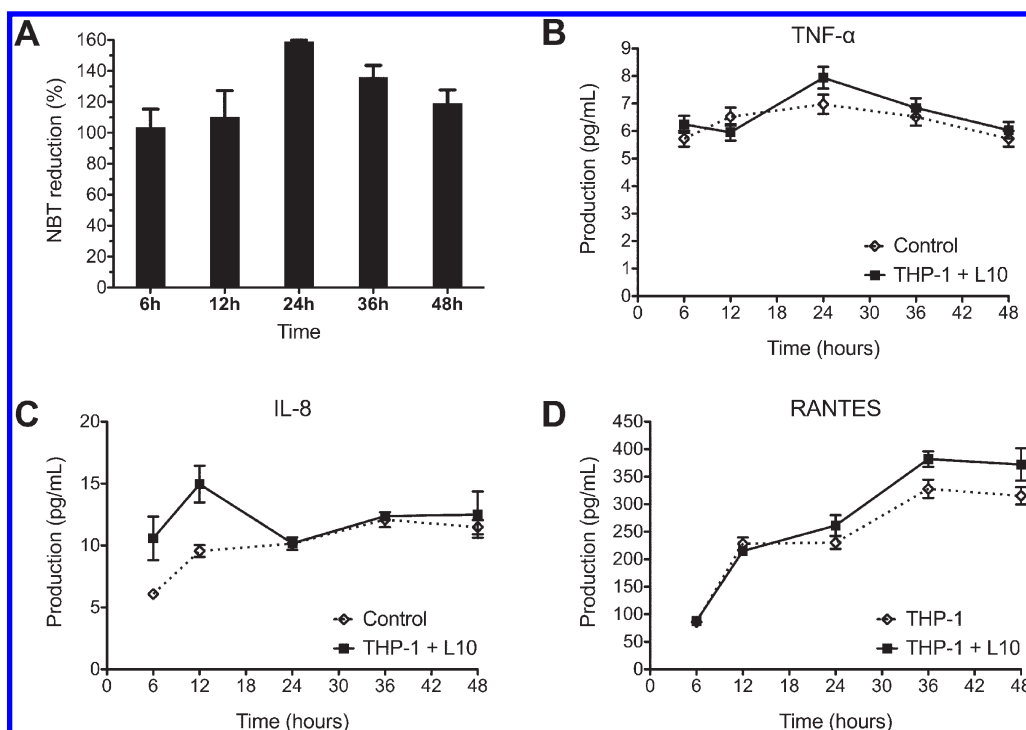 A
NBT reduction (%)
160
140
120
100
80
60
40
20
0
6h 12h 24h 36h 48h
Time
B
TNF-α
Production (pg/mL)
9
8
7
6
5
4
3
2
1
0
Control
THP-1 + L10
0 6 12 18 24 30 36 42 48
Time (hours)
C
IL-8
Production (pg/mL)
20
15
10
5
0
Control
THP-1 + L10
0 6 12 18 24 30 36 42 48
Time (hours)
D
RANTES
Production (pg/mL)
450
400
350
300
250
200
150
100
50
0
THP-1
THP-1 + L10
0 6 12 18 24 30 36 42 48
Time (hours)